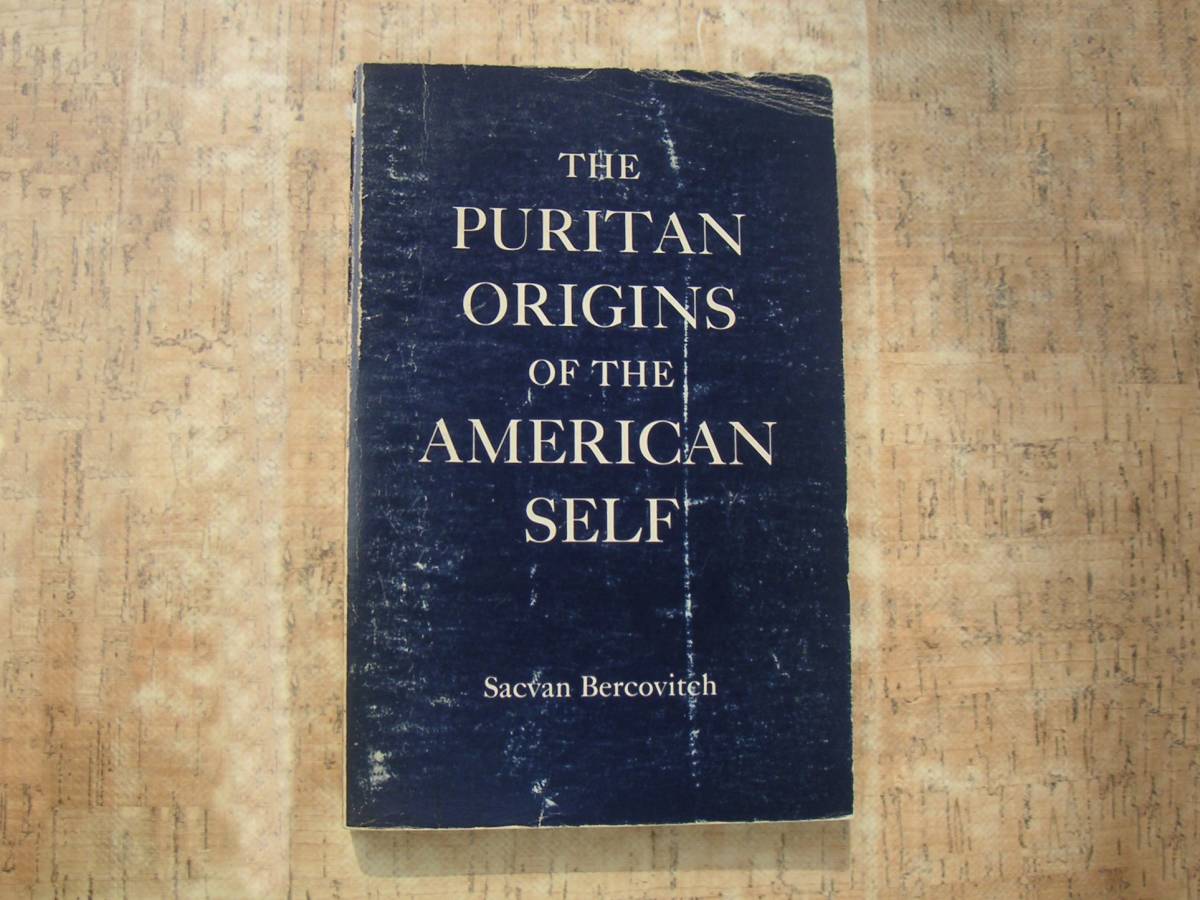 THE
PURITAN
ORIGINS
OF THE
AMERICAN
SELF
Sacvan Bercovitch